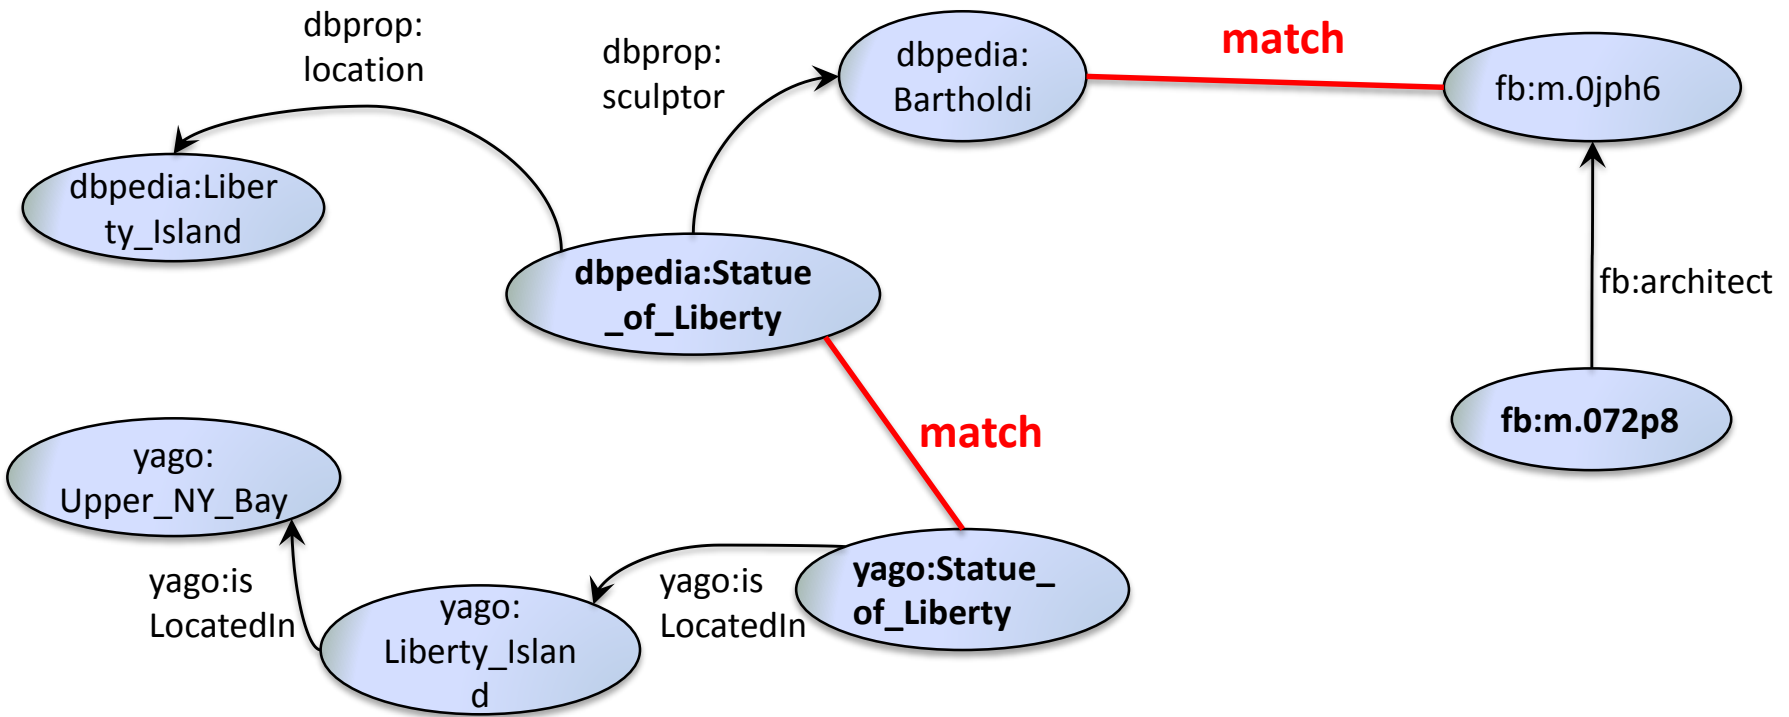 dbprop:
location
dbprop:
sculptor
dbpedia:
Bartholdi
match
fb:m.0jph6
dbpedia:Liber
ty_Island
dbpedia:Statue
_of_Liberty
fb:architect
fb:m.072p8
match
yago:
Upper_NY_Bay
yago:is
LocatedIn
yago:
Liberty_Islan
d
yago:is
LocatedIn
yago:Statue_
of_Liberty